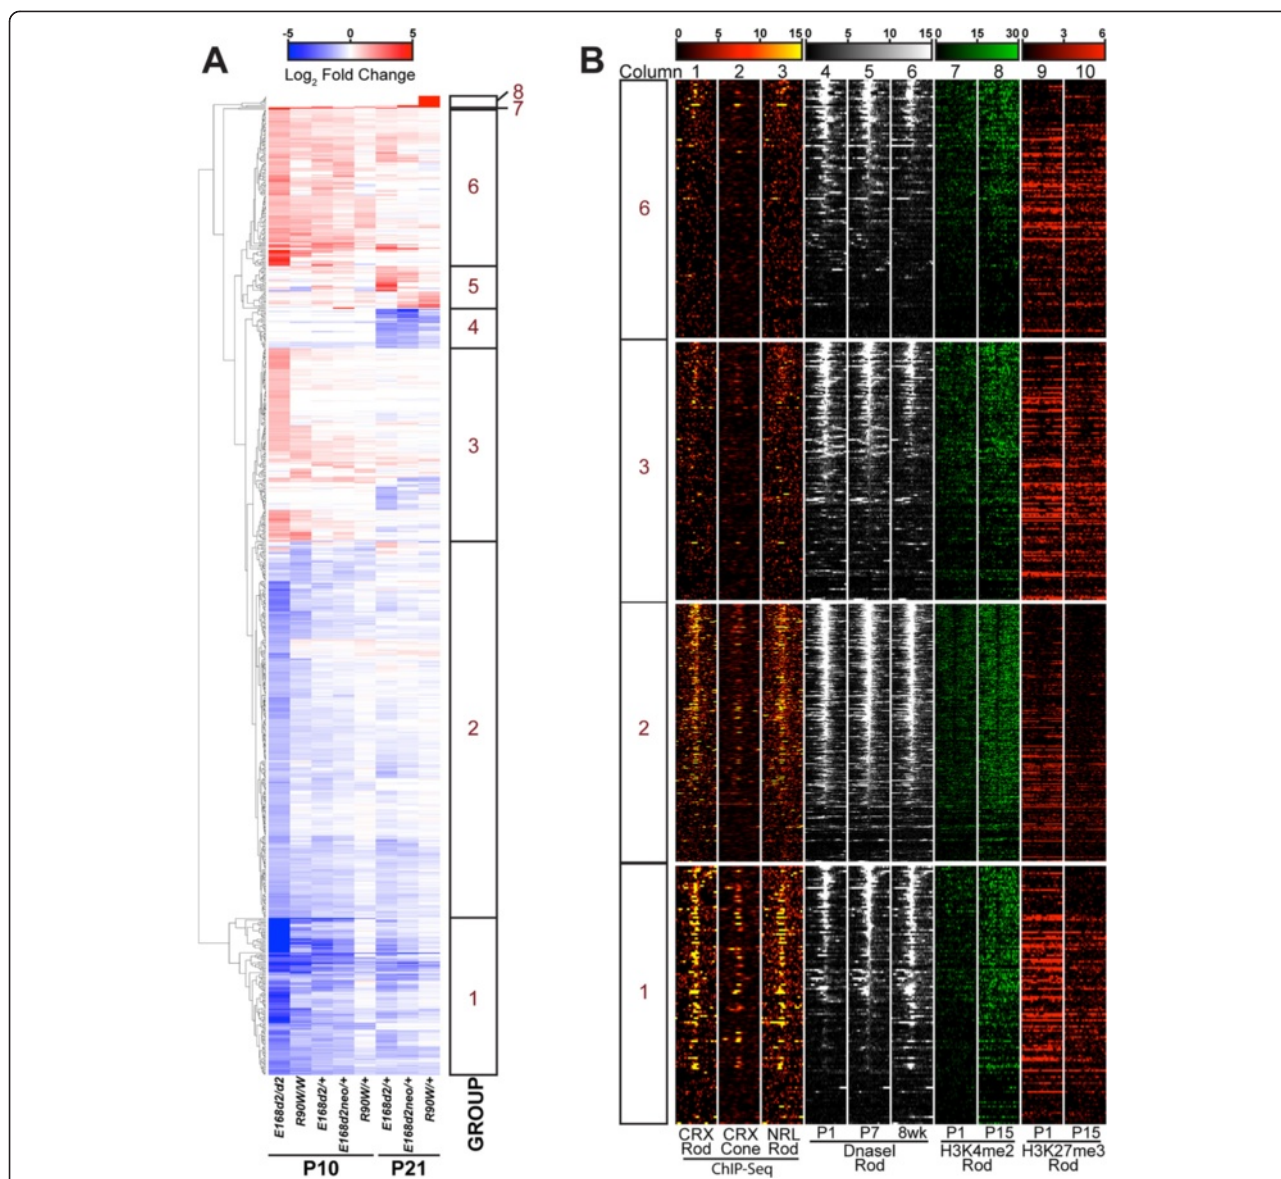 A
-5 0 5
Log2 Fold Change
8
7
6
5
4
3
2
1
E168d2/d2
R90W/W
E168d2/+
E168d2neo/+
R90W/+
E168d2/+
E168d2neo/+
R90W/+
P10
P21
GROUP
B
0 5 10 15
0 5 10 15
0 15 30
0 3 6
Column 1 2 3 4 5 6 7 8 9 10
6
3
2
1
CRX Rod
CRX Cone
NRL Rod
ChIP-Seq
P1 P7 8wk
DnaseI
Rod
P1 P15
H3K4me2
Rod
P1 P15
H3K27me3
Rod